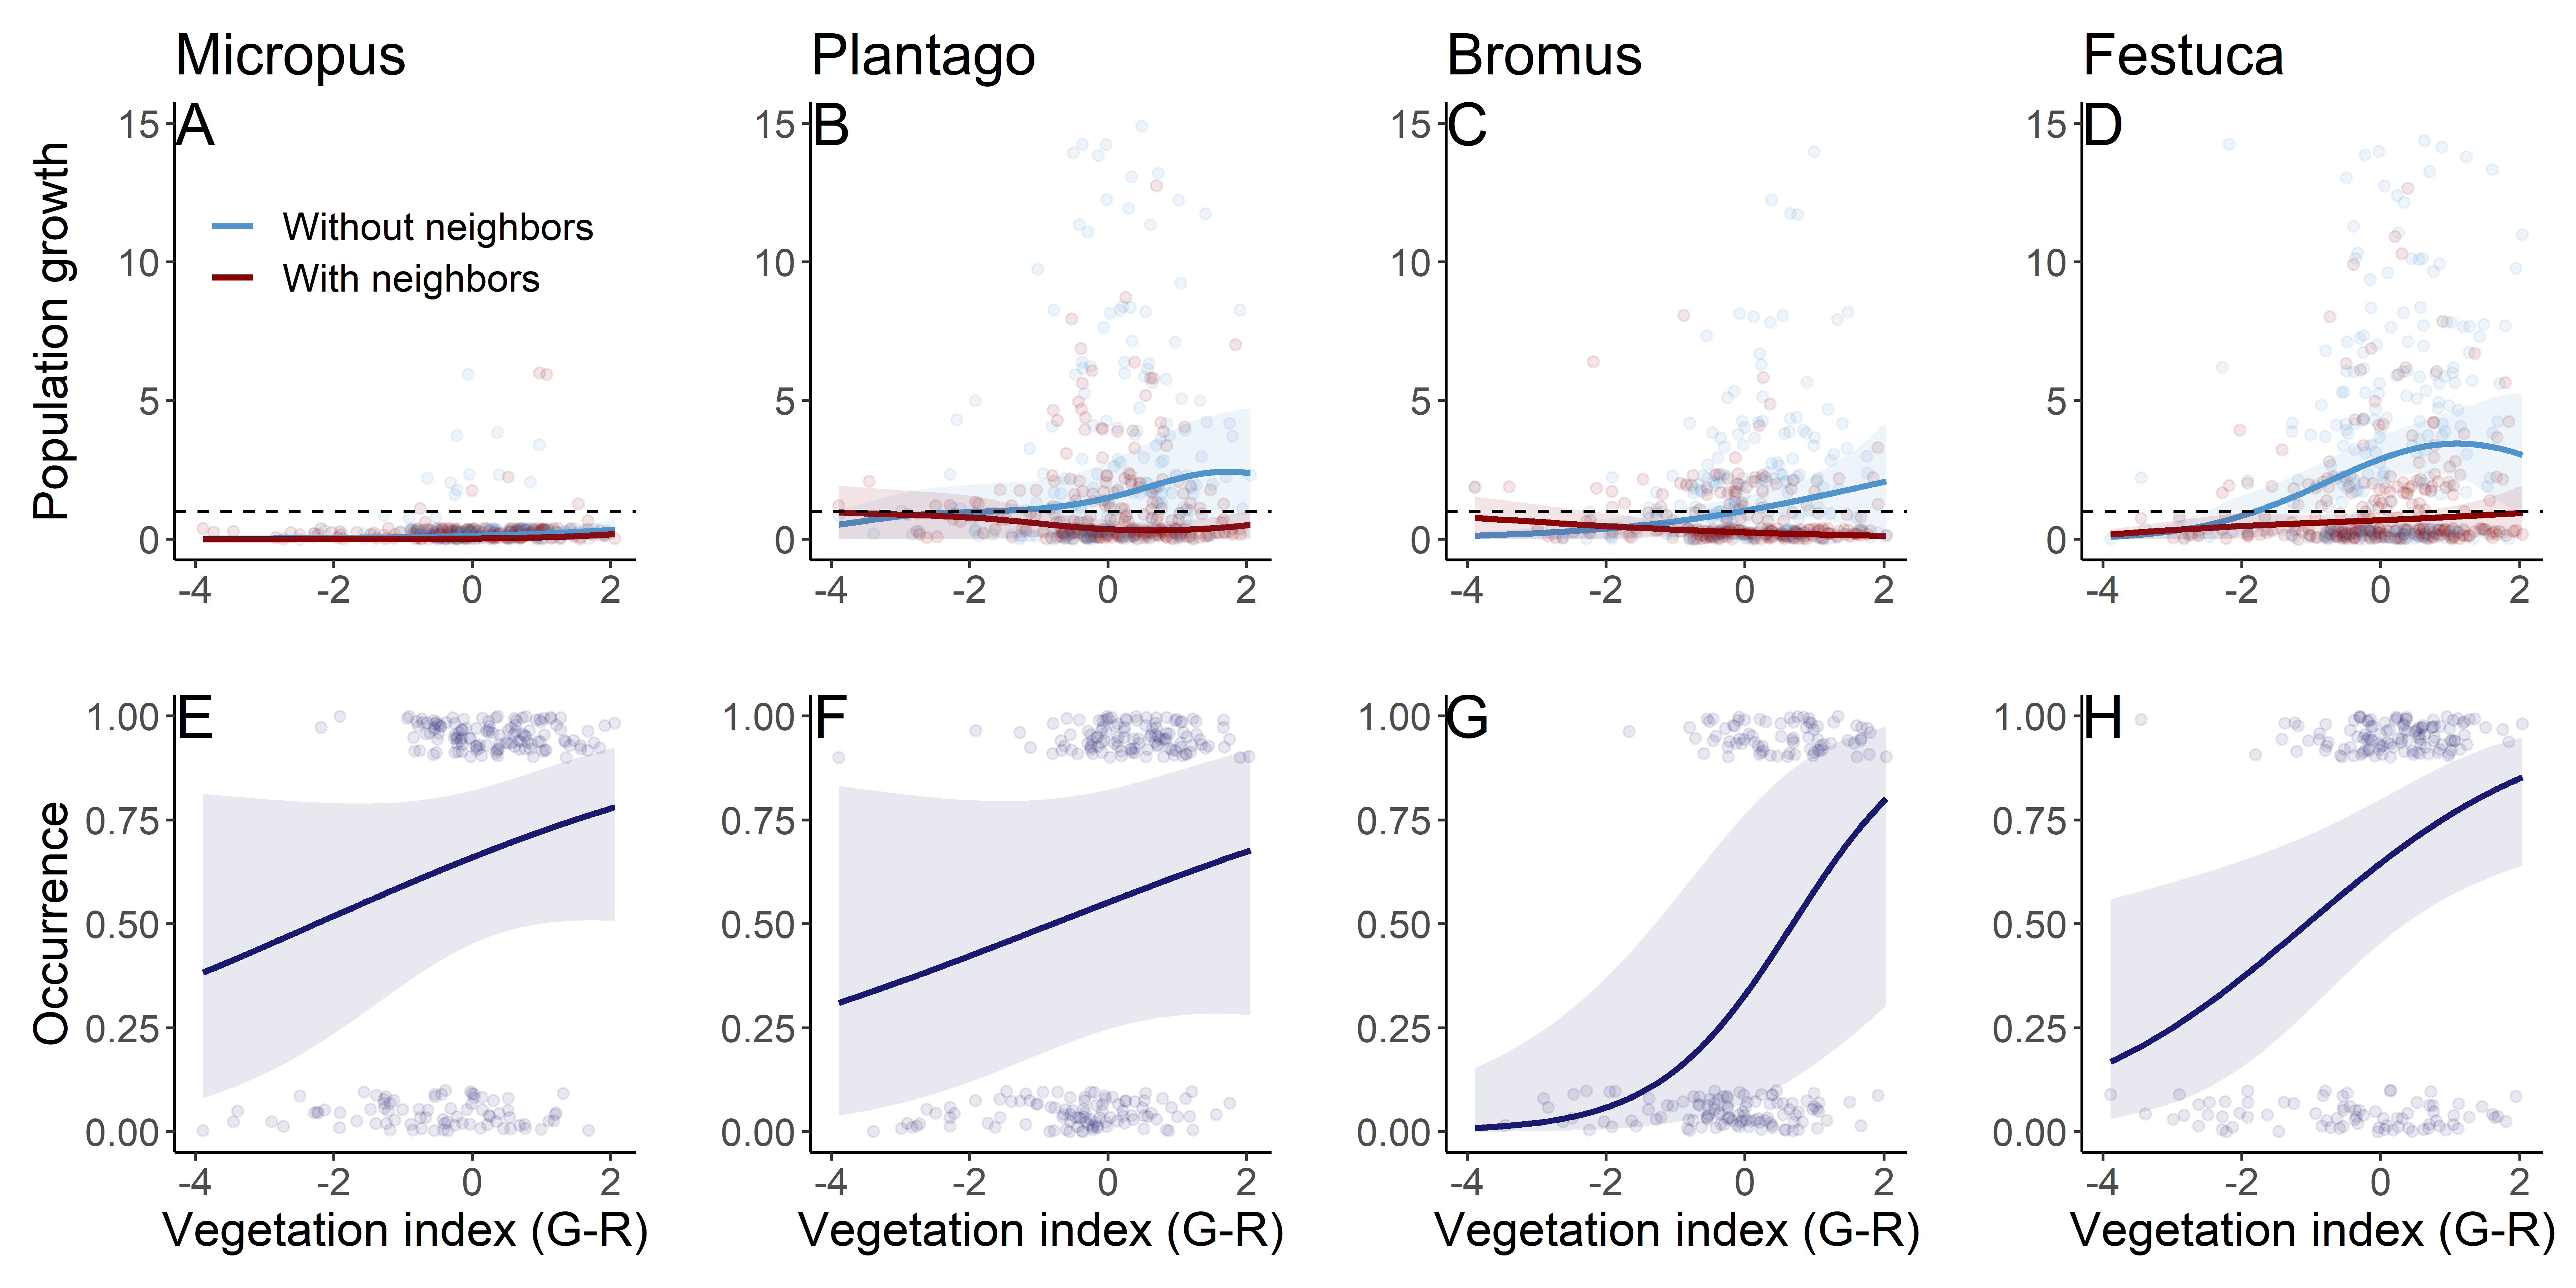 Micropus Plantago Bromus Festuca
Population growth
A B C D
Without neighbors
With neighbors
15 10 5 0
15 10 5 0
15 10 5 0
15 10 5 0
-4 -2 0 2
-4 -2 0 2
-4 -2 0 2
-4 -2 0 2
Occurrence
E F G H
1.00 0.75 0.50 0.25 0.00
1.00 0.75 0.50 0.25 0.00
1.00 0.75 0.50 0.25 0.00
1.00 0.75 0.50 0.25 0.00
-4 -2 0 2
-4 -2 0 2
-4 -2 0 2
-4 -2 0 2
Vegetation index (G-R)
Vegetation index (G-R)
Vegetation index (G-R)
Vegetation index (G-R)